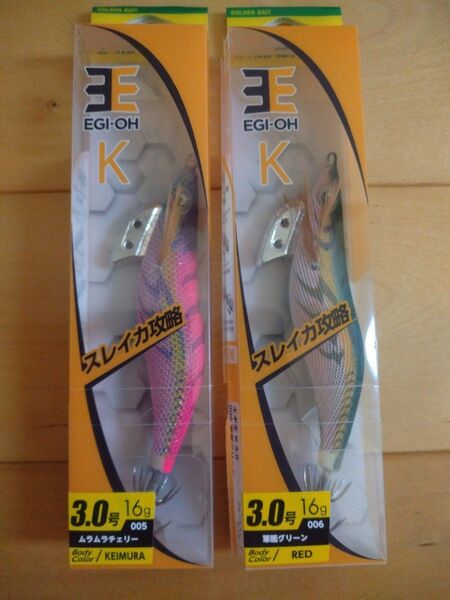 GOLDEN BAIT
EGI-OH
K
スレイカ攻略
3.0号 16g
005
ムラムラチェリー
Body Color / KEIMURA
GOLDEN BAIT
EGI-OH
K
スレイカ攻略
3.0号 16g
006
軍艦グリーン
Body Color / RED